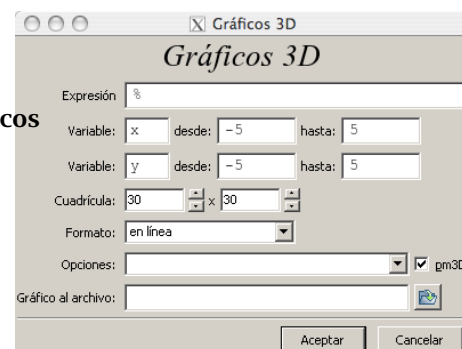 Gráficos 3D
Gráficos 3D
Expresión %
cos
Variable: x desde: -5 hasta: 5
Variable: y desde: -5 hasta: 5
Cuadrícula: 30 x 30
Formato: en línea
Opciones: pm3D
Gráfico al archivo:
Aceptar Cancelar